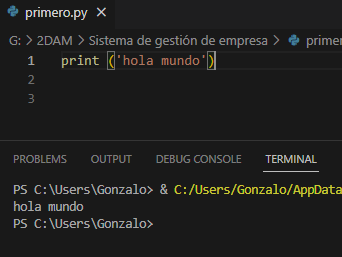 primero.py
G: > 2DAM > Sistema de gestión de empresa >
1 print ('hola mundo')
2
3
PROBLEMS OUTPUT DEBUG CONSOLE TERMINAL
PS C:\Users\Gonzalo> & C:/Users/Gonzalo/AppData
hola mundo
PS C:\Users\Gonzalo>